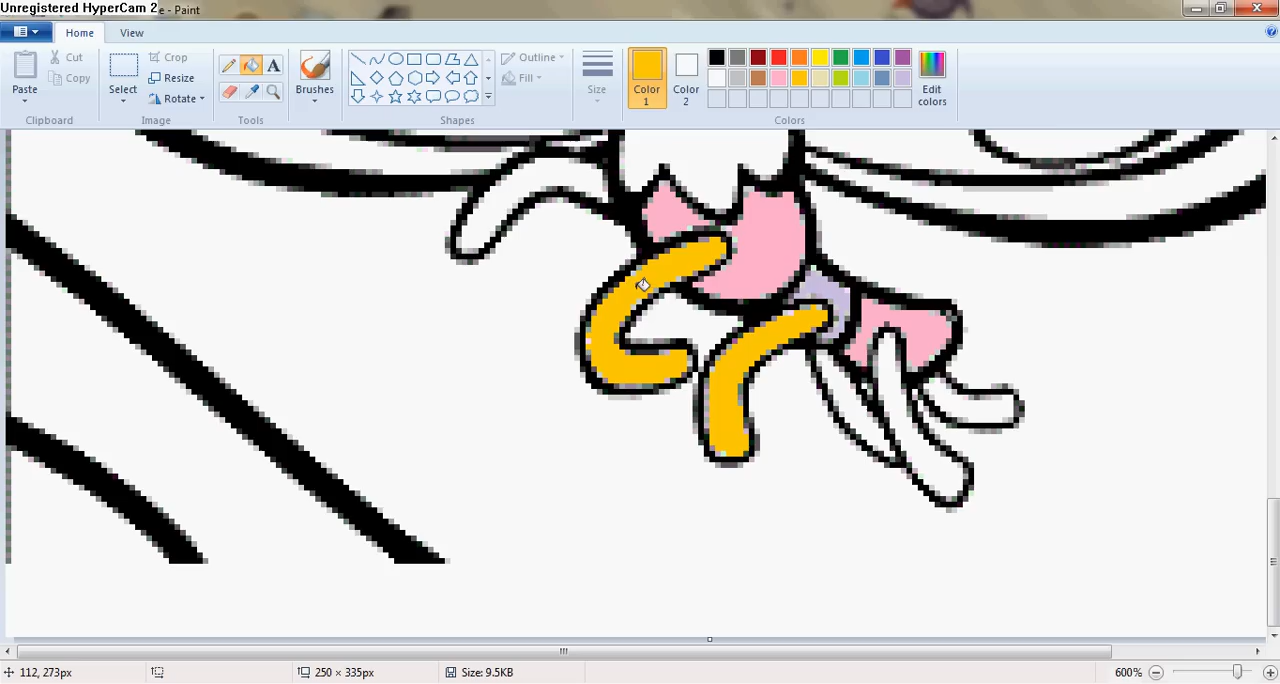 Unregistered HyperCam 2
e - Paint
Home
View
Paste
Cut
Copy
Clipboard
Select
Crop
Resize
Rotate
Image
A
Tools
Brushes
Shapes
Outline
Fill
Size
Color 1
Color 2
Edit colors
Colors
112, 273px
250 × 335px
Size: 9.5KB
600%